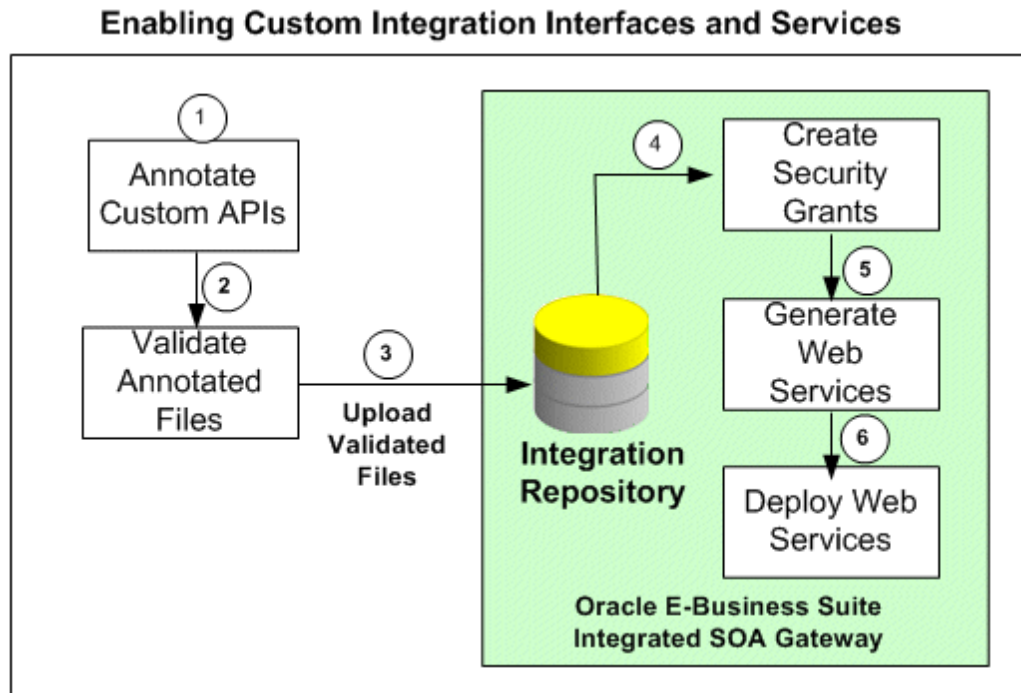 Enabling Custom Integration Interfaces and Services
1
Annotate
Custom APIs
2
Validate
Annotated
Files
3
Upload
Validated
Files
Integration
Repository
4
Create
Security
Grants
5
Generate
Web
Services
6
Deploy Web
Services
Oracle E-Business Suite
Integrated SOA Gateway